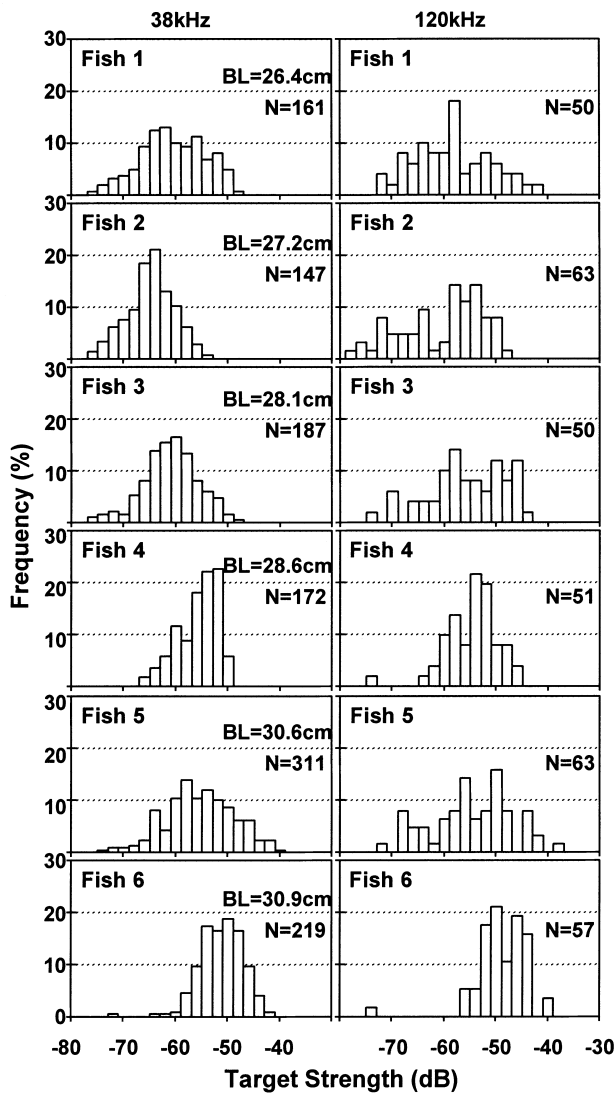 38kHz 120kHz
30 Fish 1 Fish 1
BL=26.4cm
20
N=161 N=50
10
30 Fish 2 Fish 2
BL=27.2cm
20
N=147 N=63
10
30 Fish 3 Fish 3
BL=28.1cm
20
N=187 N=50
10
30 Fish 4 Fish 4
BL=28.6cm
20
N=172 N=51
10
30 Fish 5 Fish 5
BL=30.6cm
20
N=311 N=63
10
30 Fish 6 Fish 6
BL=30.9cm
20
N=219 N=57
10
0
Frequency (%)
-80 -70 -60 -50 -40 -70 -60 -50 -40 -30
Target Strength (dB)